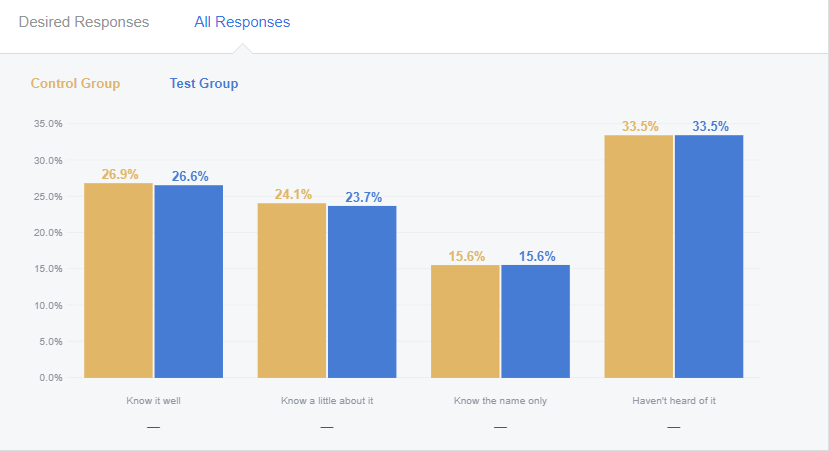 Desired Responses All Responses
Control Group Test Group
35.0%
30.0%
25.0%
20.0%
15.0%
10.0%
5.0%
0.0%
26.9% 26.6% 24.1% 23.7% 15.6% 15.6% 33.5% 33.5%
Know it well Know a little about it Know the name only Haven't heard of it
— — — —